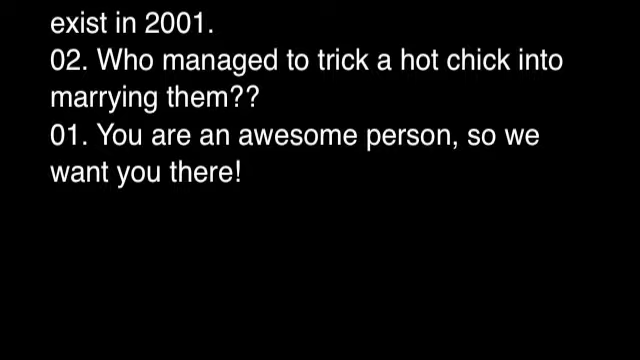 exist in 2001.
02. Who managed to trick a hot chick into
marrying them??
01. You are an awesome person, so we
want you there!